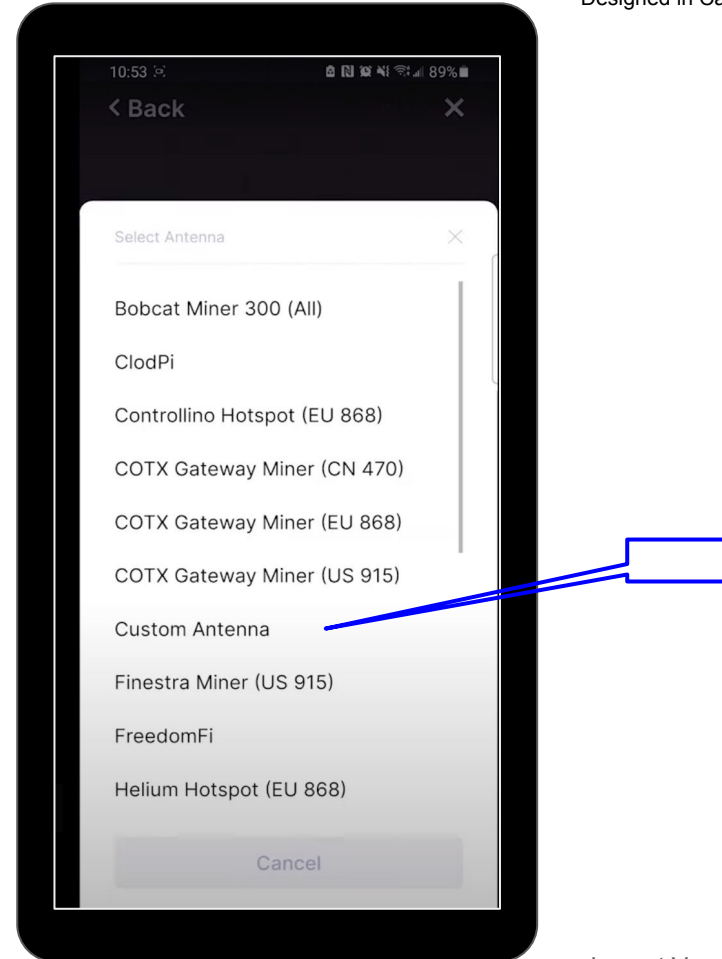 Designed in
10:53 89%
< Back
Select Antenna
Bobcat Miner 300 (All)
ClodPi
Controllino Hotspot (EU 868)
COTX Gateway Miner (CN 470)
COTX Gateway Miner (EU 868)
COTX Gateway Miner (US 915)
Custom Antenna
Finestra Miner (US 915)
FreedomFi
Helium Hotspot (EU 868)
Cancel